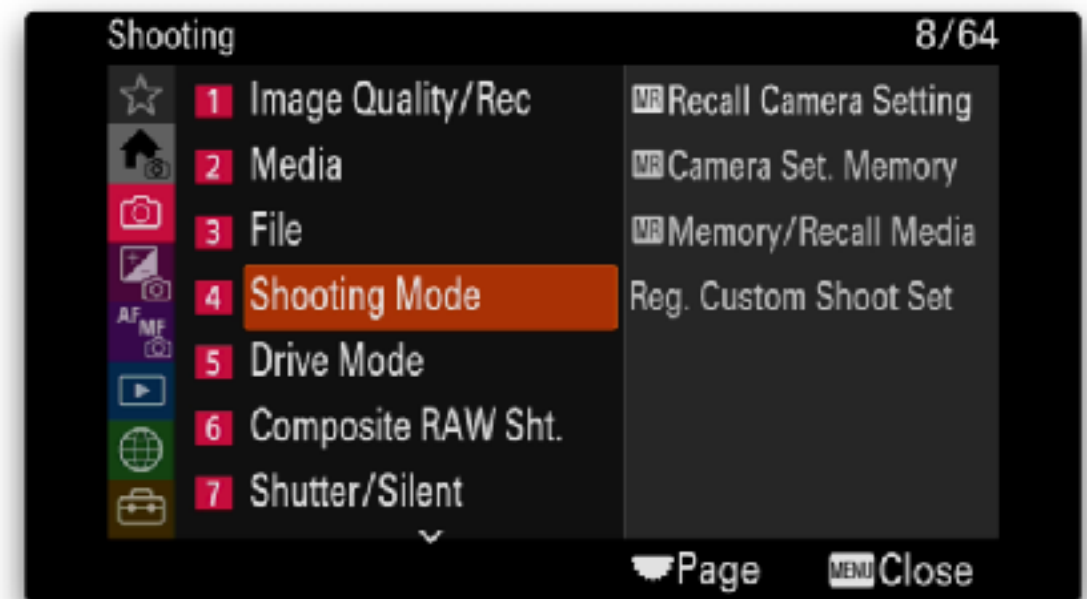 Shooting 8/64
1 Image Quality/Rec
2 Media
3 File
4 Shooting Mode
5 Drive Mode
6 Composite RAW Sht.
7 Shutter/Silent
AF MF
MR Recall Camera Setting
MR Camera Set. Memory
MR Memory/Recall Media
Reg. Custom Shoot Set
Page MENU Close